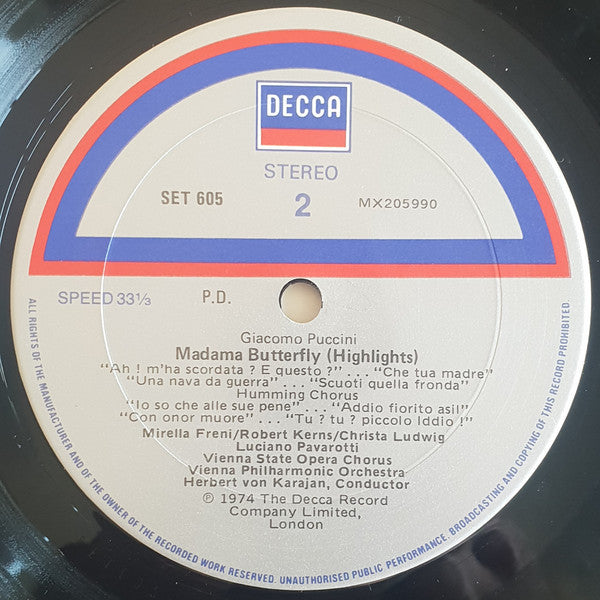 DECCA
STEREO
SET 605
2
MX205990
SPEED 33⅓
P.D.
Giacomo Puccini
Madama Butterfly (Highlights)
"Ah ! m'ha scordata ? E questo ?" ... "Che tua madre"
"Una nava da guerra" ... "Scuoti quella fronda"
Humming Chorus
"Io so che alle sue pene" ... "Addio fiorito asil"
"Con onor muore" ... "Tu ? tu ? piccolo Iddio !"
Mirella Freni/Robert Kerns/Christa Ludwig
Luciano Pavarotti
Vienna State Opera Chorus
Vienna Philharmonic Orchestra
Herbert von Karajan, Conductor
℗ 1974 The Decca Record
Company Limited,
London
ALL RIGHTS OF THE MANUFACTURER AND OF THE OWNER OF THE RECORDED WORK RESERVED. UNAUTHORISED PUBLIC PERFORMANCE, BROADCASTING AND COPYING OF THIS RECORD PROHIBITED.